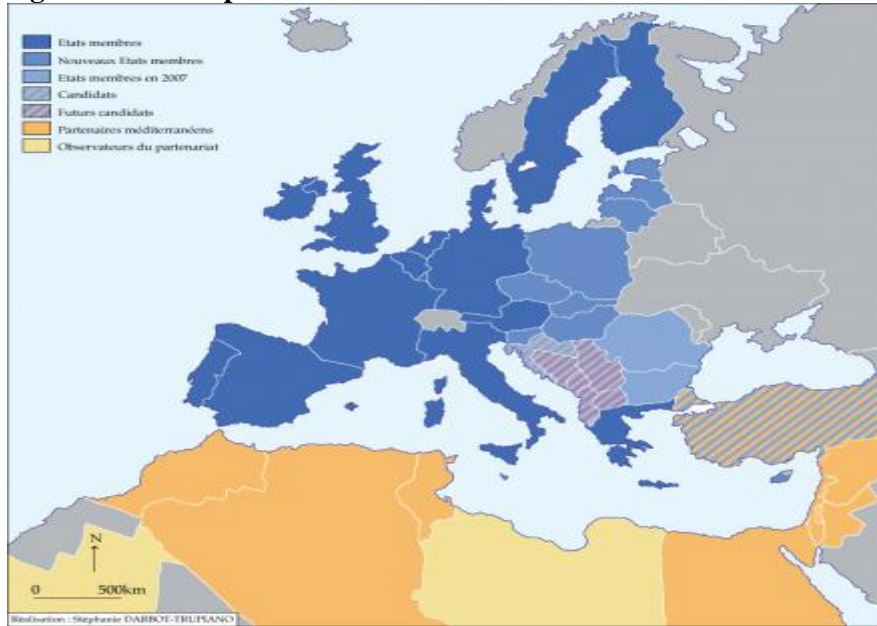 Etats membres
Nouveaux Etats membres
Etats membres en 2007
Candidats
Futurs candidats
Partenaires méditerranéens
Observateurs du partenariat
N
0 500km
Réalisation : Stéphanie DARBOT-TRUPIANO